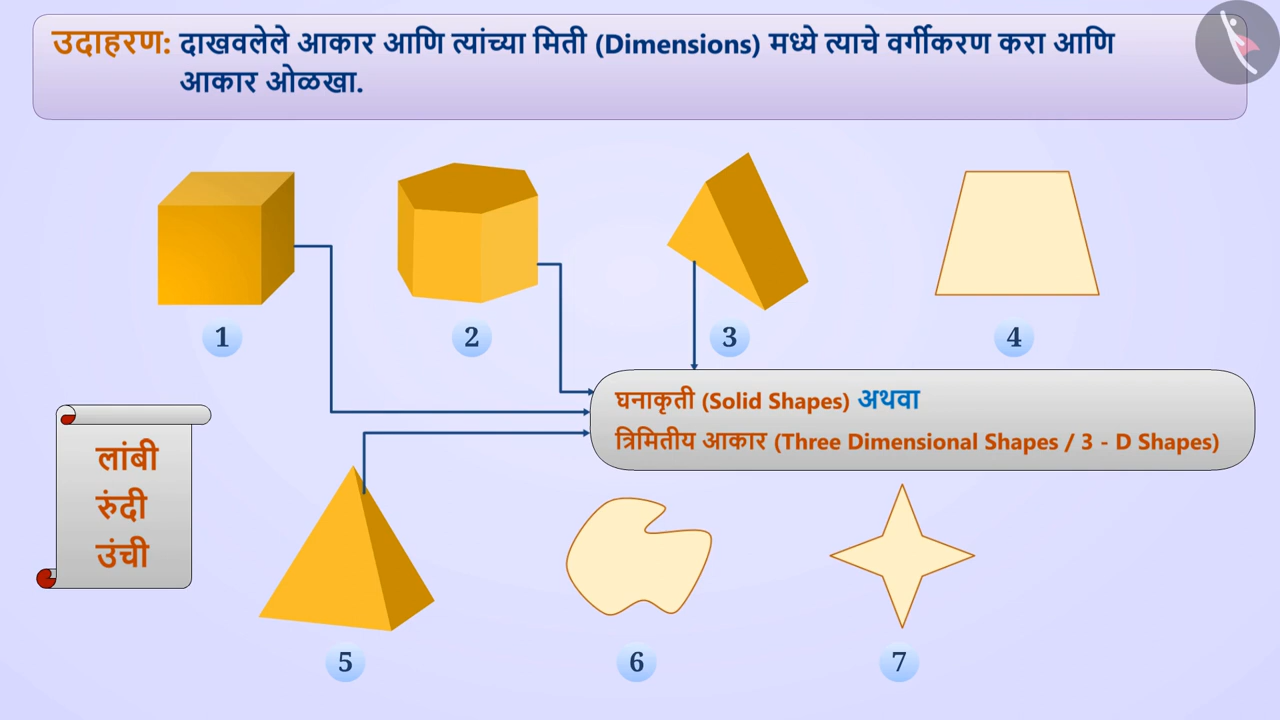 उदाहरण: दाखवलेले आकार आणि त्यांच्या मिती (Dimensions) मध्ये त्याचे वर्गीकरण करा आणि
आकार ओळखा.
1
2
3
4
घनाकृती (Solid Shapes) अथवा
त्रिमितीय आकार (Three Dimensional Shapes / 3 - D Shapes)
लांबी
रुंदी
उंची
5
6
7